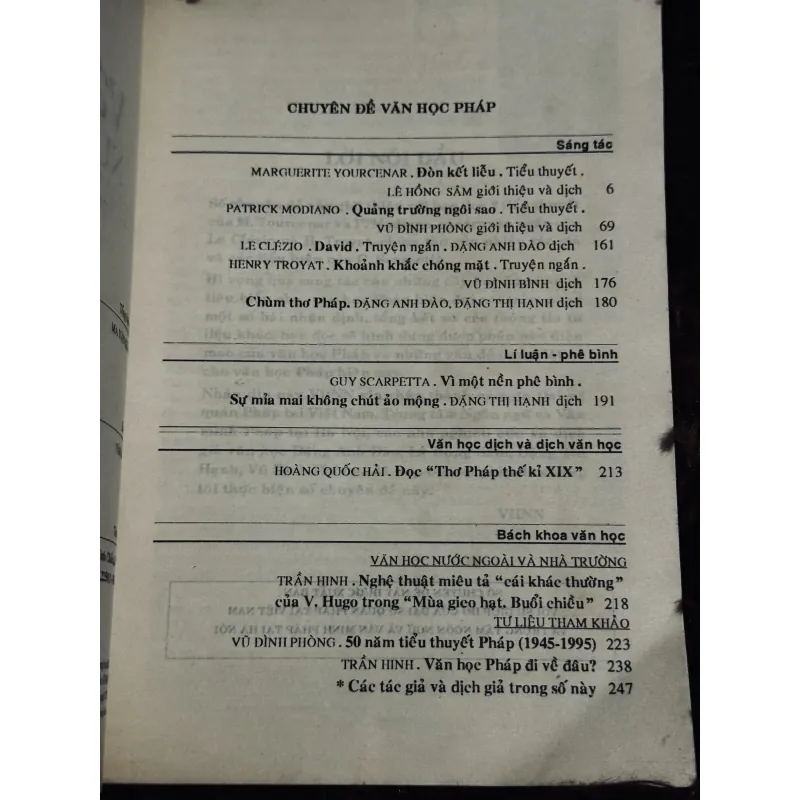 CHUYÊN ĐỀ VĂN HỌC PHÁP
Sáng tác
MARGUERITE YOURCENAR . Đòn kết liễu . Tiểu thuyết .
LÊ HỒNG SÂM giới thiệu và dịch 6
PATRICK MODIANO . Quảng trường ngôi sao . Tiểu thuyết .
VŨ ĐÌNH PHÒNG giới thiệu và dịch 69
LE CLÉZIO . David . Truyện ngắn . ĐẶNG ANH ĐÀO dịch 161
HENRY TROYAT . Khoảnh khắc chóng mặt . Truyện ngắn .
VŨ ĐÌNH BÌNH dịch 176
Chùm thơ Pháp. ĐẶNG ANH ĐÀO, ĐẶNG THỊ HẠNH dịch 180
Lí luận - phê bình
GUY SCARPETTA . Vì một nền phê bình .
Sự mỉa mai không chút ảo mộng . ĐẶNG THỊ HẠNH dịch 191
Văn học dịch và dịch văn học
HOÀNG QUỐC HẢI . Đọc “Thơ Pháp thế kỉ XIX” 213
Bách khoa văn học
VĂN HỌC NƯỚC NGOÀI VÀ NHÀ TRƯỜNG
TRẦN HINH . Nghệ thuật miêu tả “cái khác thường”
của V. Hugo trong “Mùa gieo hạt. Buổi chiều” 218
TƯ LIỆU THAM KHẢO
VŨ ĐÌNH PHÒNG . 50 năm tiểu thuyết Pháp (1945-1995) 223
TRẦN HINH . Văn học Pháp đi về đâu? 238
* Các tác giả và dịch giả trong số này 247